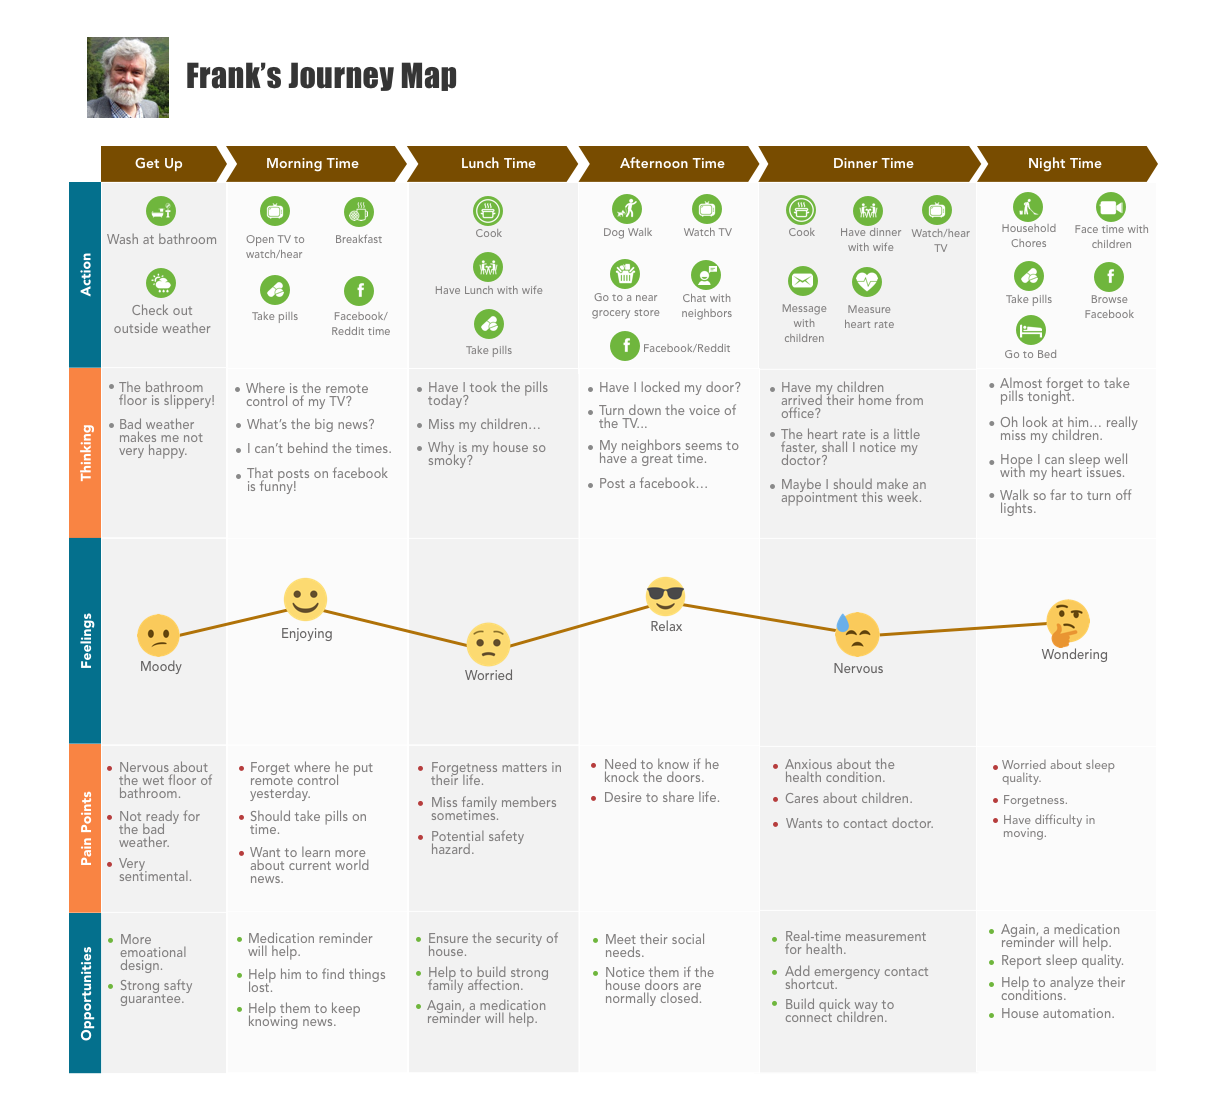 Frank's Journey Map
Get Up
Morning Time
Lunch Time
Afternoon Time
Dinner Time
Night Time
Action
Wash at bathroom
Check out
outside weather
Open TV to
watch/hear
Breakfast
Take pills
Facebook/
Reddit time
Cook
Have Lunch with wife
Take pills
Dog Walk
Watch TV
Go to a near
grocery store
Chat with
neighbors
Facebook/Reddit
Cook
Have dinner
with wife
Watch/hear
TV
Message
with
children
Measure
heart rate
Household
Chores
Face time with
children
Take pills
Browse
Facebook
Go to Bed
Thinking
The bathroom
floor is slippery!
Bad weather
makes me not
very happy.
Where is the remote
control of my TV?
What's the big news?
I can't behind the times.
That posts on facebook
is funny!
Have I took the pills
today?
Miss my children...
Why is my house so
smoky?
Have I locked my door?
Turn down the voice of
the TV...
My neighbors seems to
have a great time.
Post a facebook...
Have my children
arrived their home from
office?
The heart rate is a little
faster, shall I notice my
doctor?
Maybe I should make an
appointment this week.
Almost forget to take
pills tonight.
Oh look at him... really
miss my children.
Hope I can sleep well
with my heart issues.
Walk so far to turn off
lights.
Feelings
Moody
Enjoying
Worried
Relax
Nervous
Wondering
Pain Points
Nervous about
the wet floor of
bathroom.
Not ready for
the bad
weather.
Very
sentimental.
Forget where he put
remote control
yesterday.
Should take pills on
time.
Want to learn more
about current world
news.
Forgetness matters in
their life.
Miss family members
sometimes.
Potential safety
hazard.
Need to know if he
knock the doors.
Desire to share life.
Anxious about the
health condition.
Cares about children.
Wants to contact doctor.
Worried about sleep
quality.
Forgetness.
Have difficulty in
moving.
Opportunities
More
emoational
design.
Strong safty
guarantee.
Medication reminder
will help.
Help him to find things
lost.
Help them to keep
knowing news.
Ensure the security of
house.
Help to build strong
family affection.
Again, a medication
reminder will help.
Meet their social
needs.
Notice them if the
house doors are
normally closed.
Real-time measurement
for health.
Add emergency contact
shortcut.
Build quick way to
connect children.
Again, a medication
reminder will help.
Report sleep quality.
Help to analyze their
conditions.
House automation.